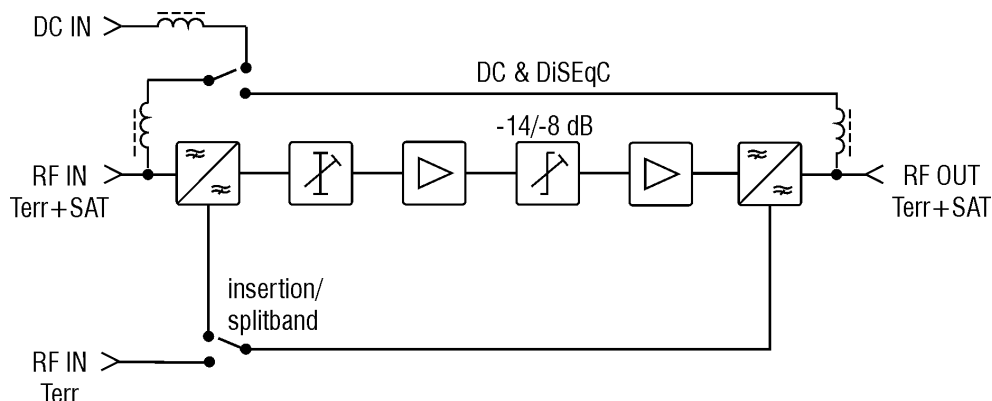 DC IN
DC & DiSEqC
-14/-8 dB
RF IN
Terr+SAT
RF OUT
Terr+SAT
insertion/
splitband
RF IN
Terr